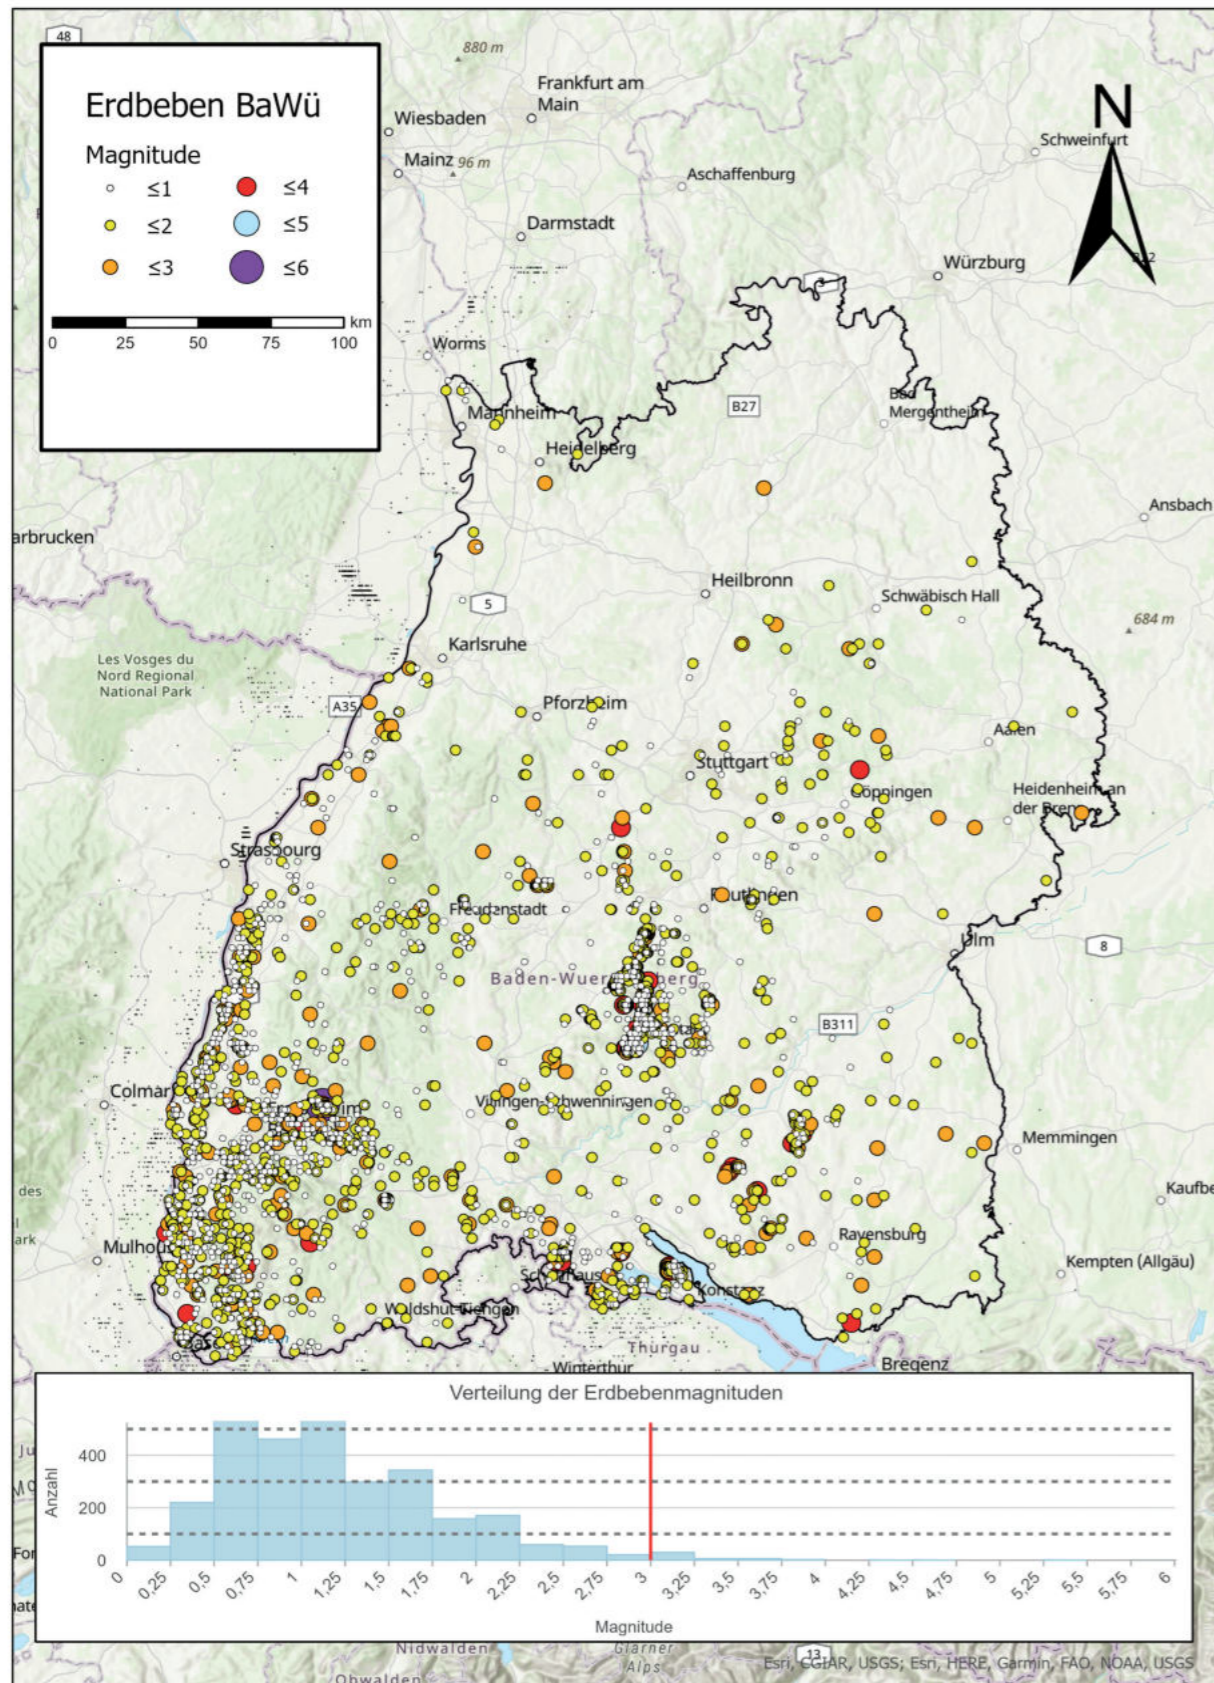 48
880 m
Frankfurt am
Main
Erdbeben BaWü
Magnitude
≤1
≤4
≤2
≤5
≤3
≤6
km
0 25 50 75 100
Wiesbaden
Mainz
96 m
Aschaffenburg
Darmstadt
N
Schweinfurt
Würzburg
Worms
B27
Bad
Mergentheim
Mannheim
Heidelberg
Ansbach
arbrucken
Heilbronn
5
Schwäbisch Hall
684 m
Karlsruhe
Les Vosges du
Nord Regional
National Park
A35
Pforzheim
Aalen
Stuttgart
Göppingen
Heidenheim an
der Brenz
Strasbourg
Reutlingen
Freudenstadt
Ulm
8
Baden-Wuerttemberg
B311
Colmar
Villingen-Schwenningen
Memmingen
des
Kaufbe
ark
Mulhouse
Ravensburg
Kempten (Allgäu)
Schaffhausen
Konstanz
Waldshut-Tiengen
Basel
Thurgau
Winterthur
Bregenz
Verteilung der Erdbebenmagnituden
Anzahl
400
200
0
0 0,25 0,5 0,75 1 1,25 1,5 1,75 2 2,25 2,5 2,75 3 3,25 3,5 3,75 4 4,25 4,5 4,75 5 5,25 5,5 5,75 6
Magnitude
Nidwalden
Glarner
Alps
13
Obwalden
Esri, CGIAR, USGS; Esri, HERE, Garmin, FAO, NOAA, USGS